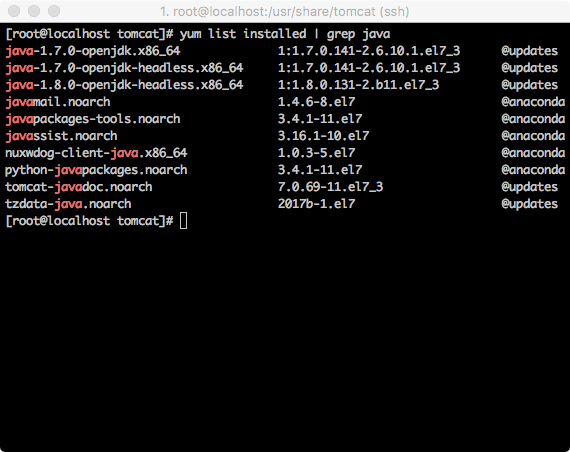 1. root@localhost:/usr/share/tomcat (ssh)
[root@localhost tomcat]# yum list installed | grep java
java-1.7.0-openjdk.x86_64 1:1.7.0.141-2.6.10.1.el7_3 @updates
java-1.7.0-openjdk-headless.x86_64 1:1.7.0.141-2.6.10.1.el7_3 @updates
java-1.8.0-openjdk-headless.x86_64 1:1.8.0.131-2.b11.el7_3 @updates
javamail.noarch 1.4.6-8.el7 @anaconda
javapackages-tools.noarch 3.4.1-11.el7 @anaconda
javassist.noarch 3.16.1-10.el7 @anaconda
nuxwdog-client-java.x86_64 1.0.3-5.el7 @anaconda
python-javapackages.noarch 3.4.1-11.el7 @anaconda
tomcat-javadoc.noarch 7.0.69-11.el7_3 @updates
tzdata-java.noarch 2017b-1.el7 @updates
[root@localhost tomcat]#